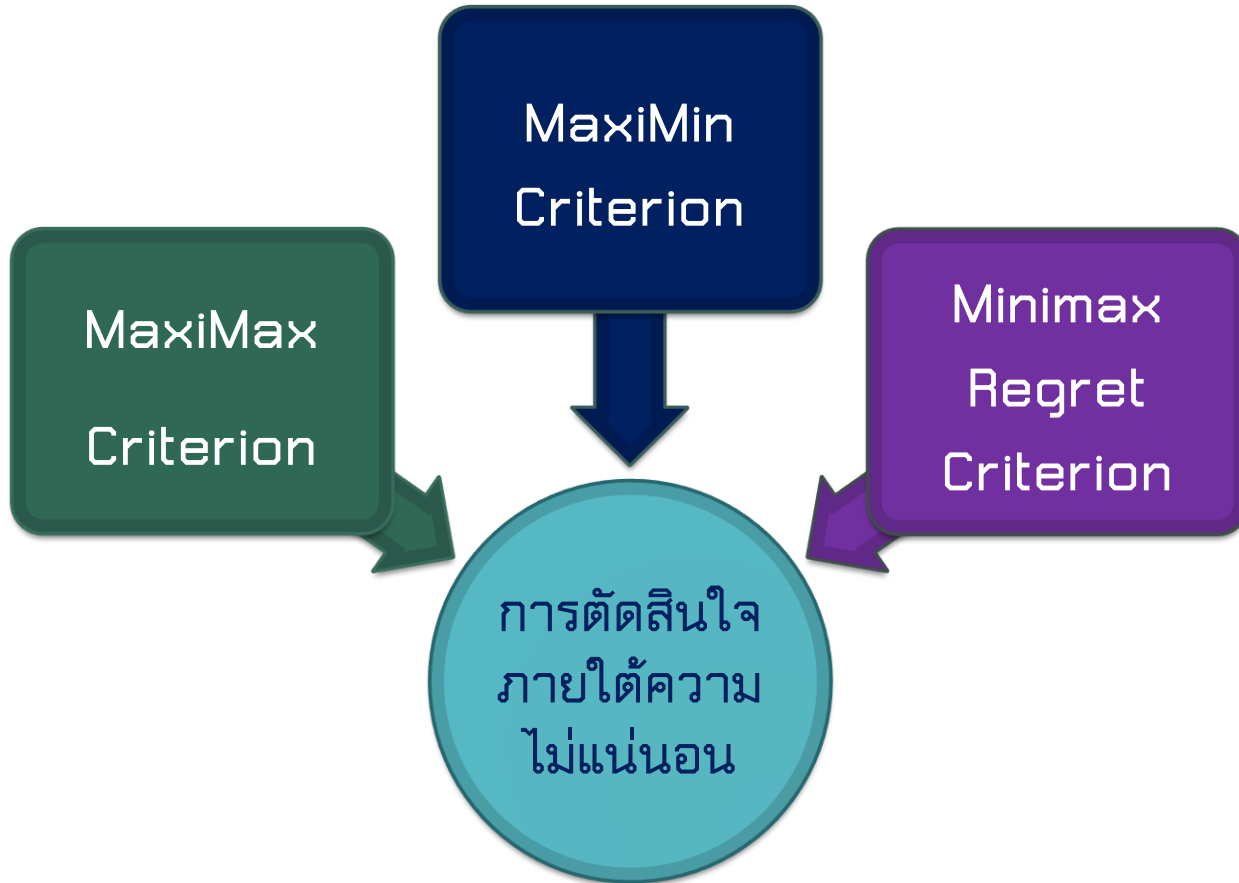 MaxiMin
Criterion
MaxiMax
Criterion
Minimax
Regret
Criterion
การตัดสินใจ
ภายใต้ความ
ไม่แน่นอน